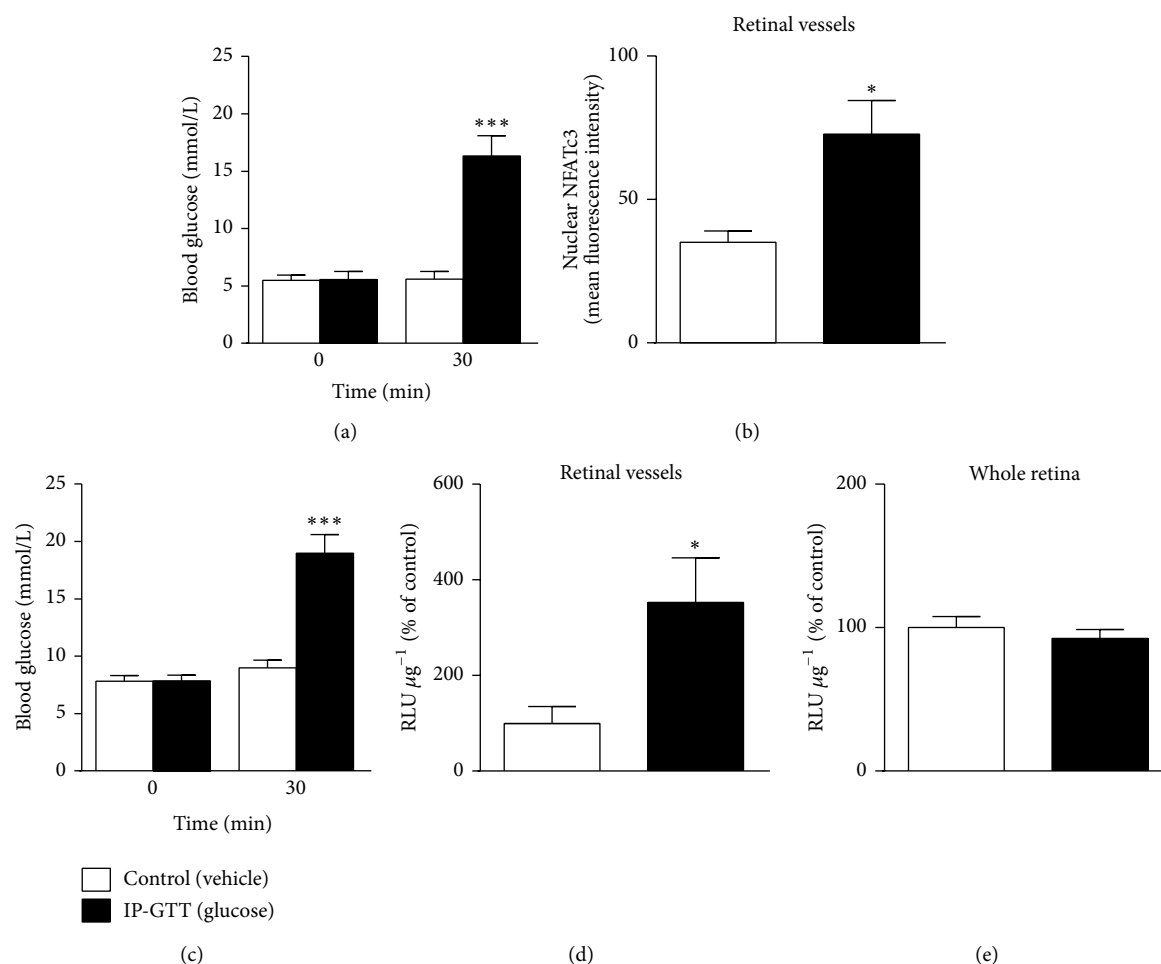 Blood glucose (mmol/L)
25
20
15
10
5
0
***
0
30
Time (min)
(a)
Retinal vessels
Nuclear NFATc3
(mean fluorescence intensity)
100
50
0
*
(b)
Blood glucose (mmol/L)
25
20
15
10
5
0
***
0
30
Time (min)
Control (vehicle)
IP-GTT (glucose)
(c)
Retinal vessels
RLU μg⁻¹ (% of control)
600
400
200
0
*
(d)
Whole retina
RLU μg⁻¹ (% of control)
200
100
0
(e)